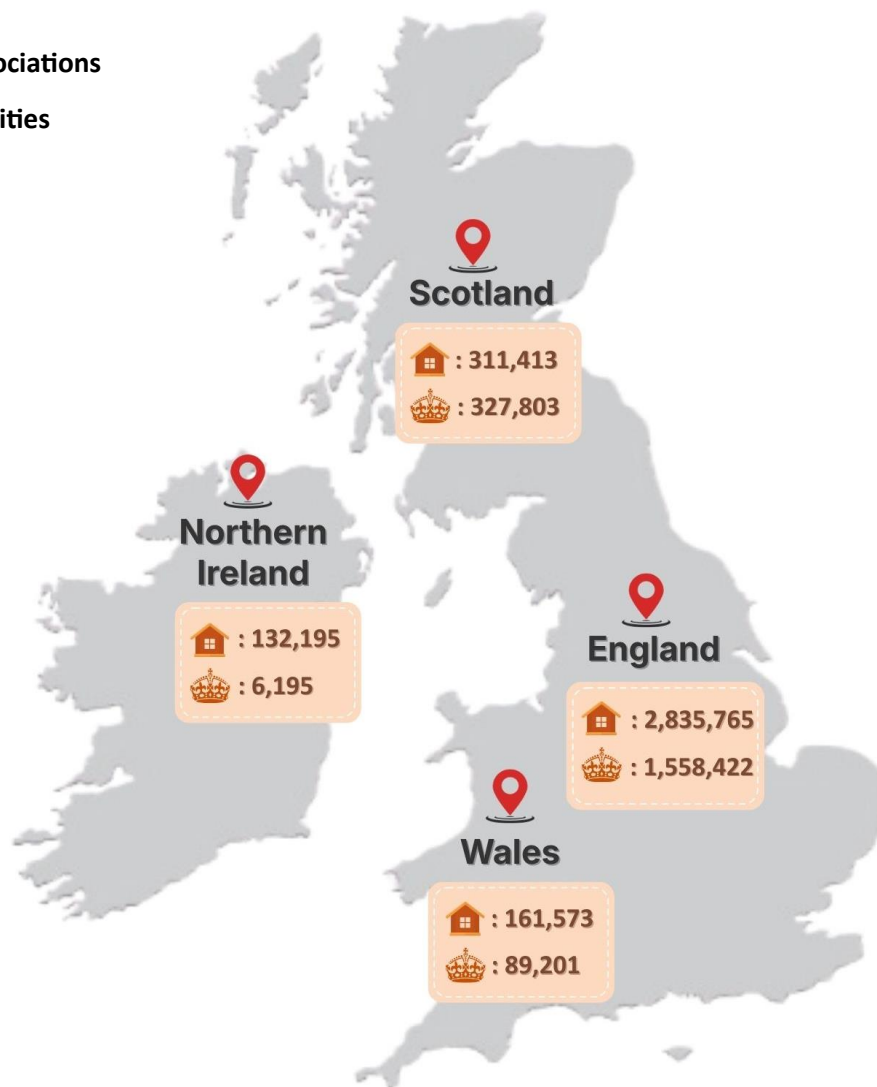 ociations
ities
Scotland
: 311,413
: 327,803
Northern
Ireland
: 132,195
: 6,195
England
: 2,835,765
: 1,558,422
Wales
: 161,573
: 89,201